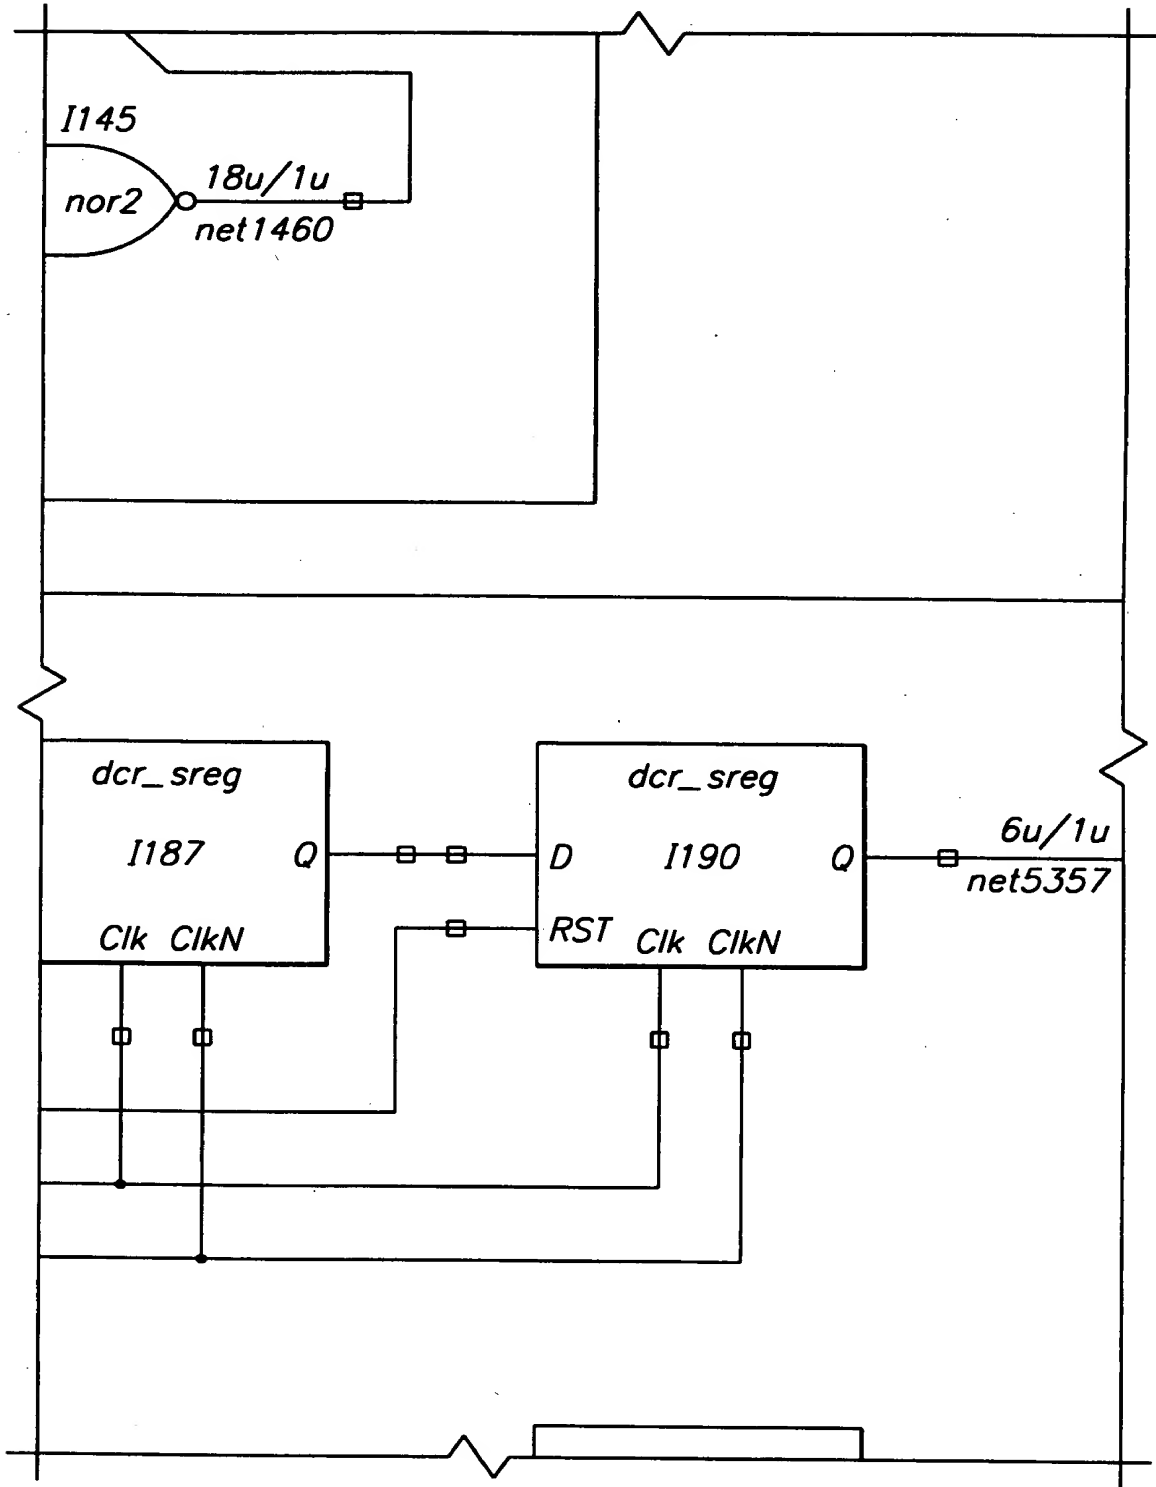 I145
nor2
18u/1u
net1460
dcr_sreg
I187
Q
Clk ClkN
dcr_sreg
D
I190
Q
RST
Clk ClkN
6u/1u
net5357